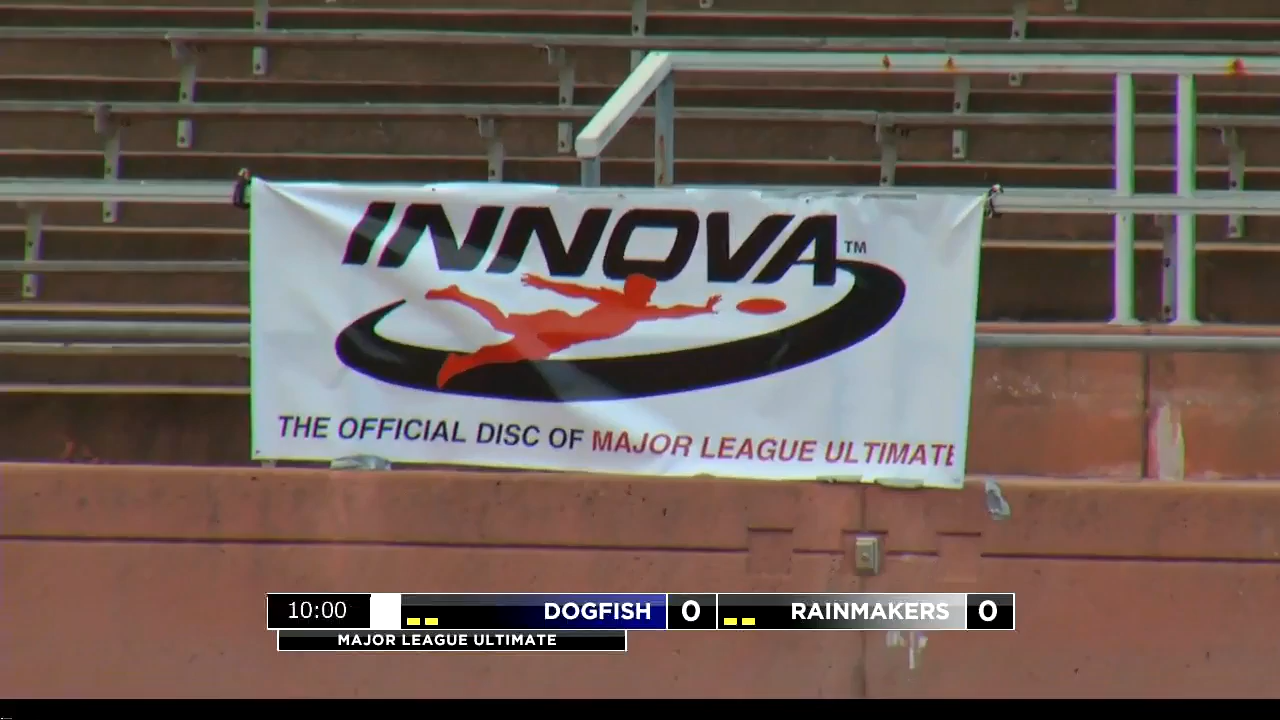 INNOVA™
THE OFFICIAL DISC OF MAJOR LEAGUE ULTIMATE
10:00 DOGFISH 0 RAINMAKERS 0
MAJOR LEAGUE ULTIMATE